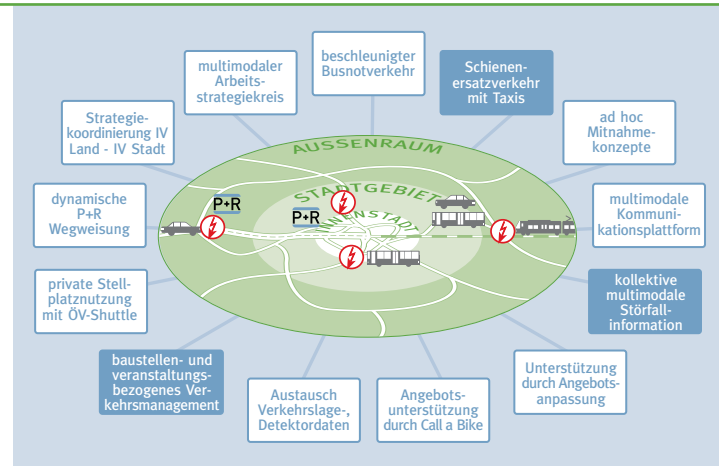 beschleunigter
Busnotverkehr
Schienen-
ersatzverkehr
mit Taxis
ad hoc
Mitnahme-
konzepte
multimodale
Kommuni-
kationsplattform
kollektive
multimodale
Störfall-
information
Unterstützung
durch Angebots-
anpassung
Angebots-
unterstützung
durch Call a Bike
Austausch
Verkehrslage-,
Detektordaten
baustellen- und
veranstaltungs-
bezogenes Ver-
kehrsmanagement
private Stell-
platznutzung
mit ÖV-Shuttle
dynamische
P+R
Wegweisung
Strategie-
koordinierung IV
Land - IV Stadt
multimodaler
Arbeits-
strategiekreis
AUSSENRAUM
STADTGEBIET
INNENSTADT
P+R
P+R